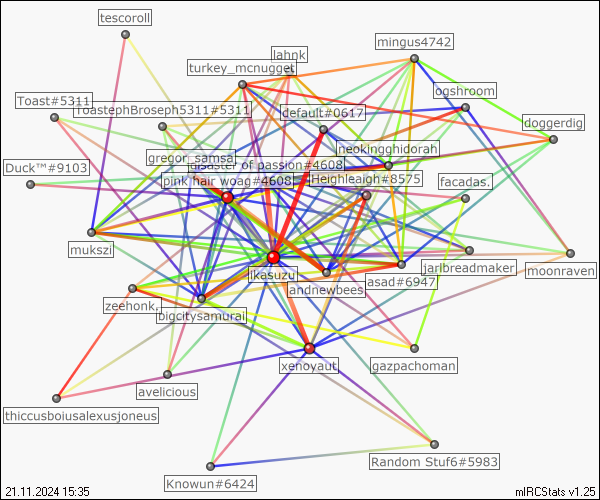 tescoroll
mingus4742
lahnk
turkey_mcnugget
ogshroom
Toast#5311
ToastephBroseph5311#5311
default#0617
doggerdig
neokingghidorah
gregor_samsa
disaster of passion#4608
Duck™#9103
pink hair woag#4608
Heighleaigh#8575
facadas.
mukszi
ikasuzu
jarlbreadmaker
moonraven
andnewbees
asad#6947
zeehonk.
bigcitysamurai
xenoyaut
gazpachoman
avelicious
thiccusboiusalexusjoneus
Random Stuf6#5983
Knowun#6424
21.11.2024 15:35
mIRCStats v1.25